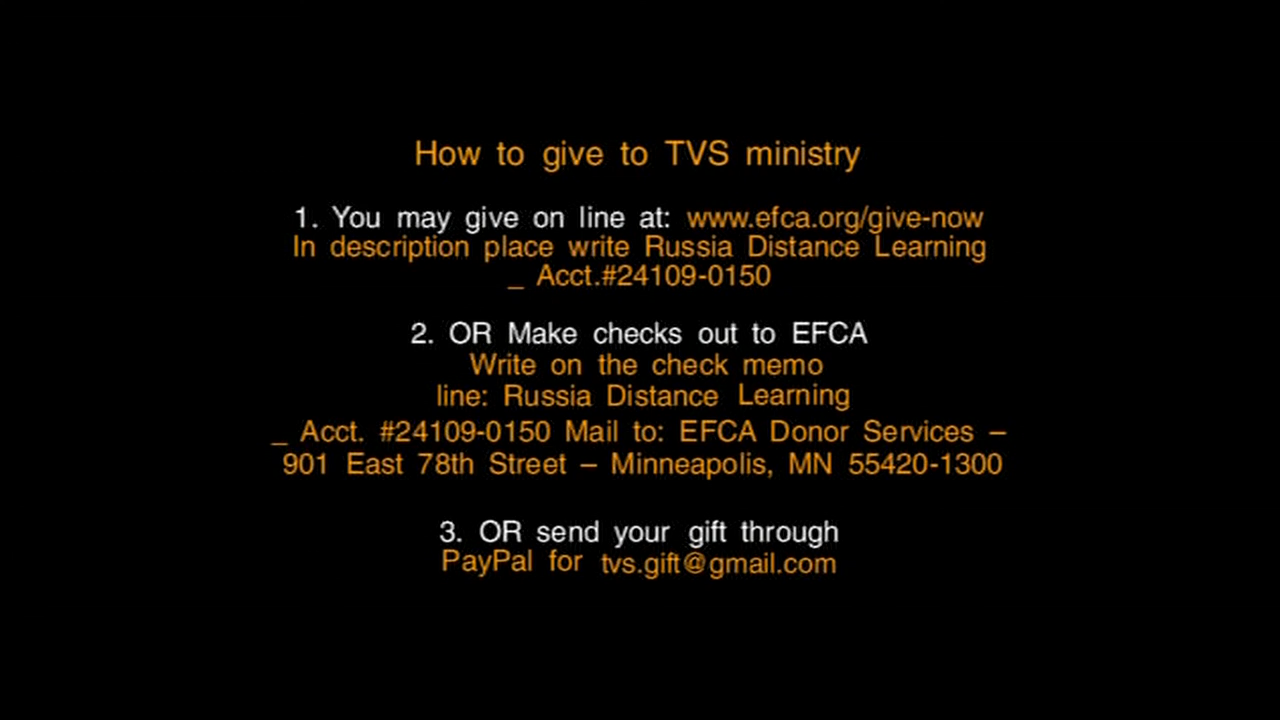 How to give to TVS ministry
1. You may give on line at: www.efca.org/give-now
In description place write Russia Distance Learning
_ Acct.#24109-0150
2. OR Make checks out to EFCA
Write on the check memo
line: Russia Distance Learning
_ Acct. #24109-0150 Mail to: EFCA Donor Services –
901 East 78th Street – Minneapolis, MN 55420-1300
3. OR send your gift through
PayPal for tvs.gift@gmail.com